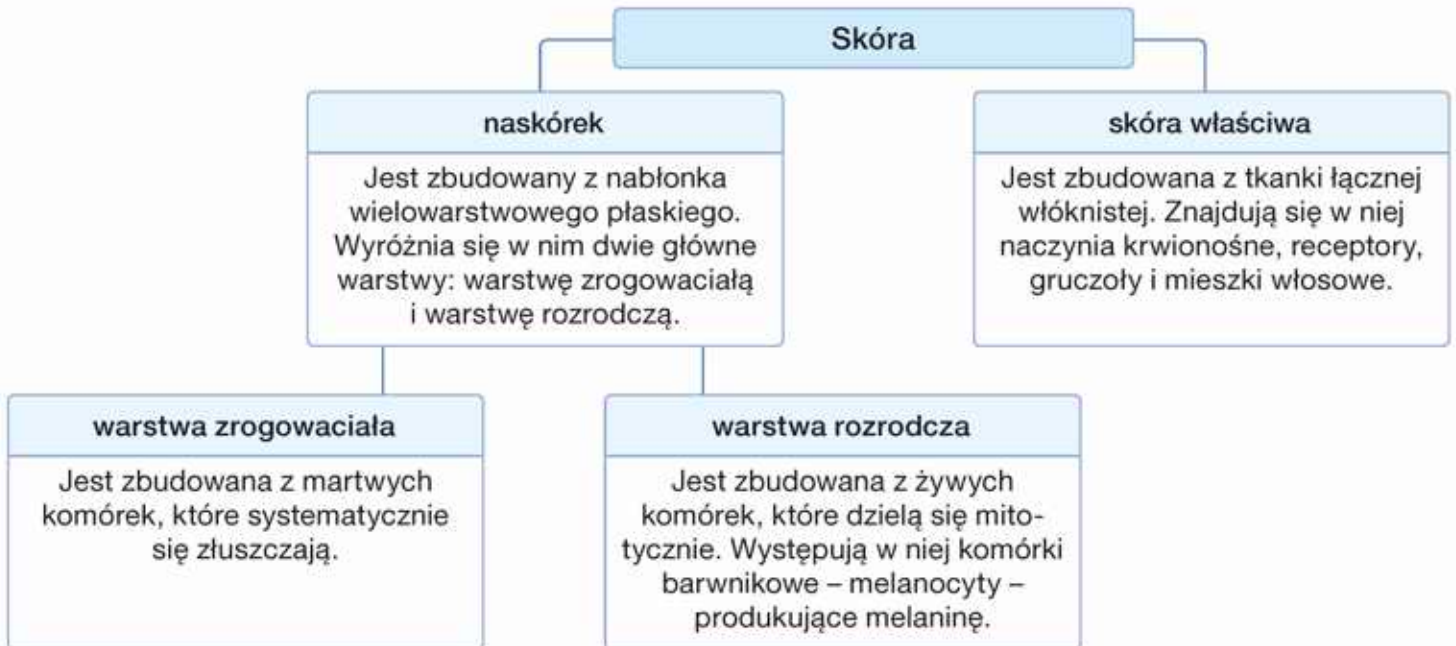 Skóra
naskórek
Jest zbudowany z nabłonka
wielowarstwowego płaskiego.
Wyróżnia się w nim dwie główne
warstwy: warstwę zrogowaciałą
i warstwę rozrodczą.
skóra właściwa
Jest zbudowana z tkanki łącznej
włóknistej. Znajdują się w niej
naczynia krwionośne, receptory,
gruczoły i mieszki włosowe.
warstwa zrogowaciała
Jest zbudowana z martwych
komórek, które systematycznie
się złuszczają.
warstwa rozrodcza
Jest zbudowana z żywych
komórek, które dzielą się mito-
tycznie. Występują w niej komórki
barwnikowe – melanocyty –
produkujące melaninę.